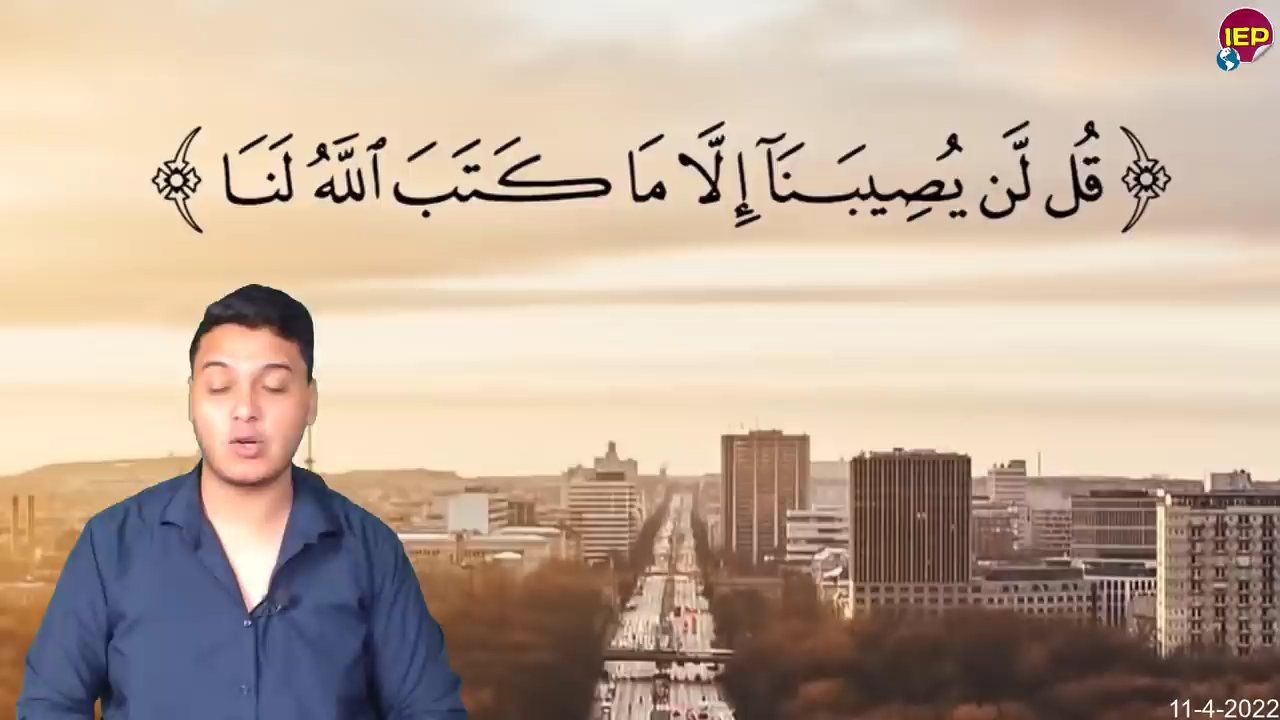 IEP
﴿ قُل لَّن يُصِيبَنَآ إِلَّا مَا كَتَبَ ٱللَّهُ لَنَا ﴾
11-4-2022